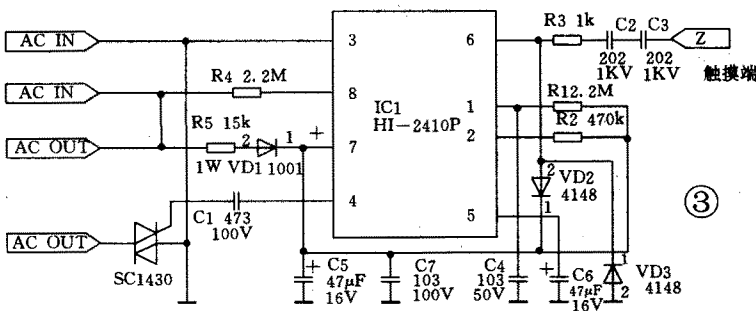 AC IN
3
6
R3 1k
C2
C3
Z
202
1KV
202
1KV
触摸端
AC IN
R4 2.2M
8
IC1
HI-2410P
1
R12.2M
2
R2 470k
AC OUT
R5 15k
2
1
+
7
1W VD1 1001
4
C1 473
100V
5
2
VD2
1
4148
③
AC OUT
SC1430
+
C5
47μF
16V
C7
103
100V
C4
103
50V
+
C6
47μF
16V
1
VD3
2
4148